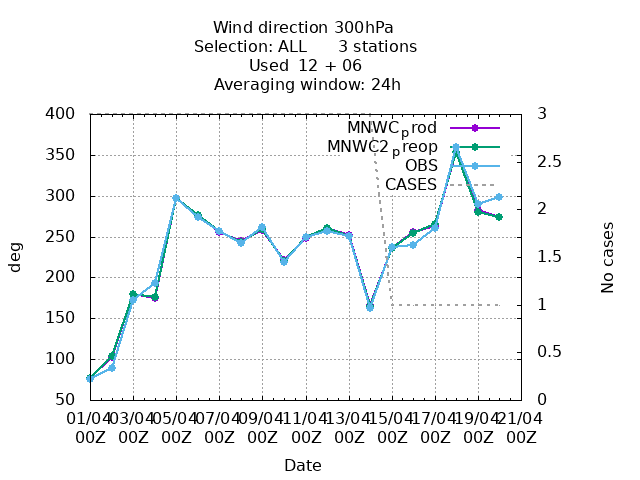 Wind direction 300hPa
Selection: ALL 3 stations
Used 12 + 06
Averaging window: 24h
MNWC_prod
MNWC2_preop
OBS
CASES
400
350
300
250
200
150
100
50
deg
3
2.5
2
1.5
1
0.5
0
No cases
01/04 03/04 05/04 07/04 09/04 11/04 13/04 15/04 17/04 19/04 21/04
00Z 00Z 00Z 00Z 00Z 00Z 00Z 00Z 00Z 00Z 00Z
Date